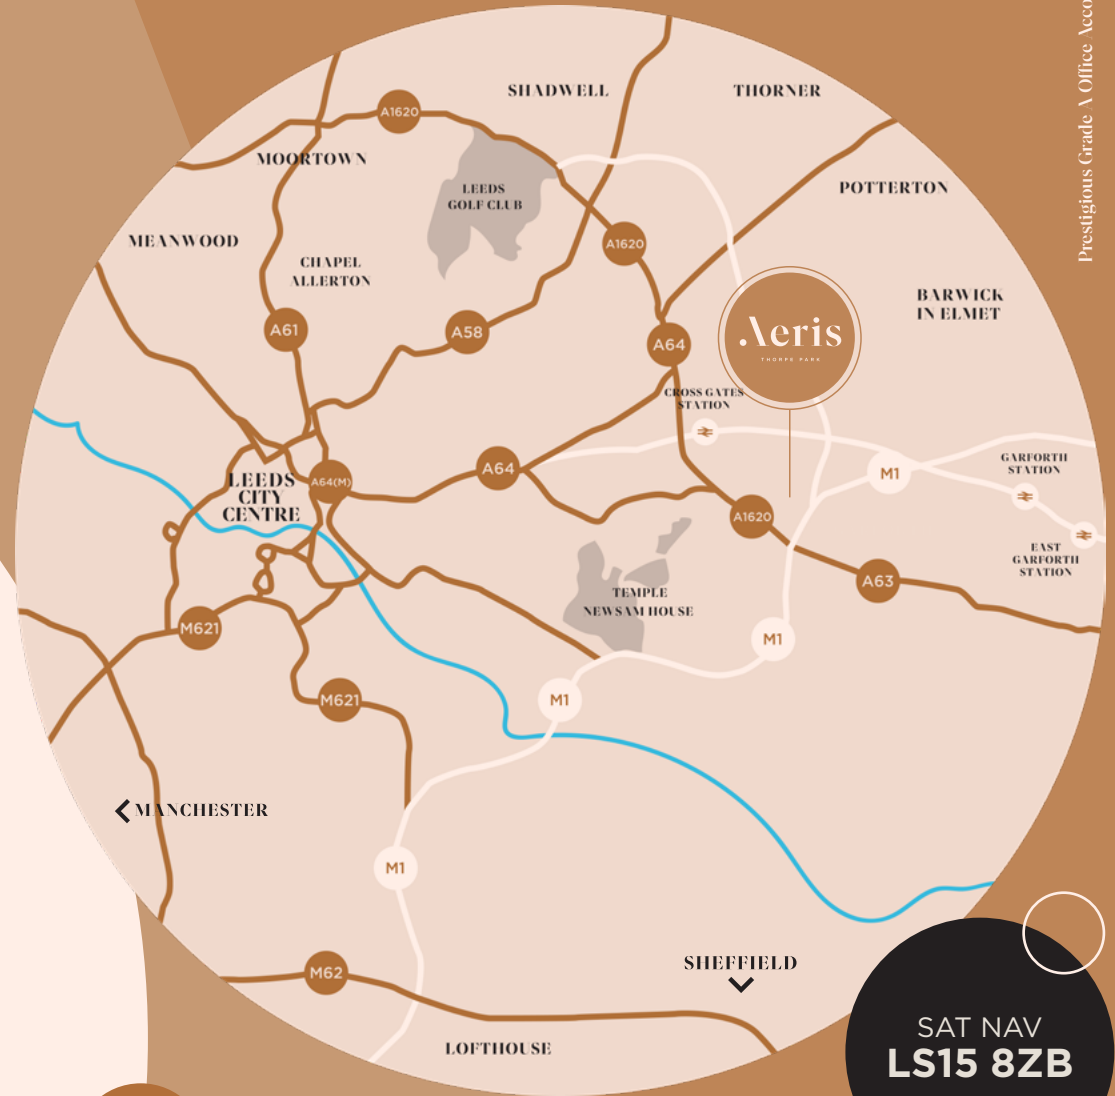 Prestigious Grade A Office
SHADWELL
THORNER
A1620
MOORTOWN
LEEDS
GOLF CLUB
POTTERTON
MEANWOOD
A1620
CHAPEL
ALLERTON
BARWICK
IN ELMET
A61
A58
A64
Aeris
THORPE PARK
CROSS GATES
STATION
A64
M1
GARFORTH
STATION
LEEDS
CITY
CENTRE
A64(M)
A1620
EAST
GARFORTH
STATION
A63
TEMPLE
NEWSAM HOUSE
M621
M1
M621
M1
MANCHESTER
M1
SHEFFIELD
M62
LOFTHOUSE
SAT NAV
LS15 8ZB